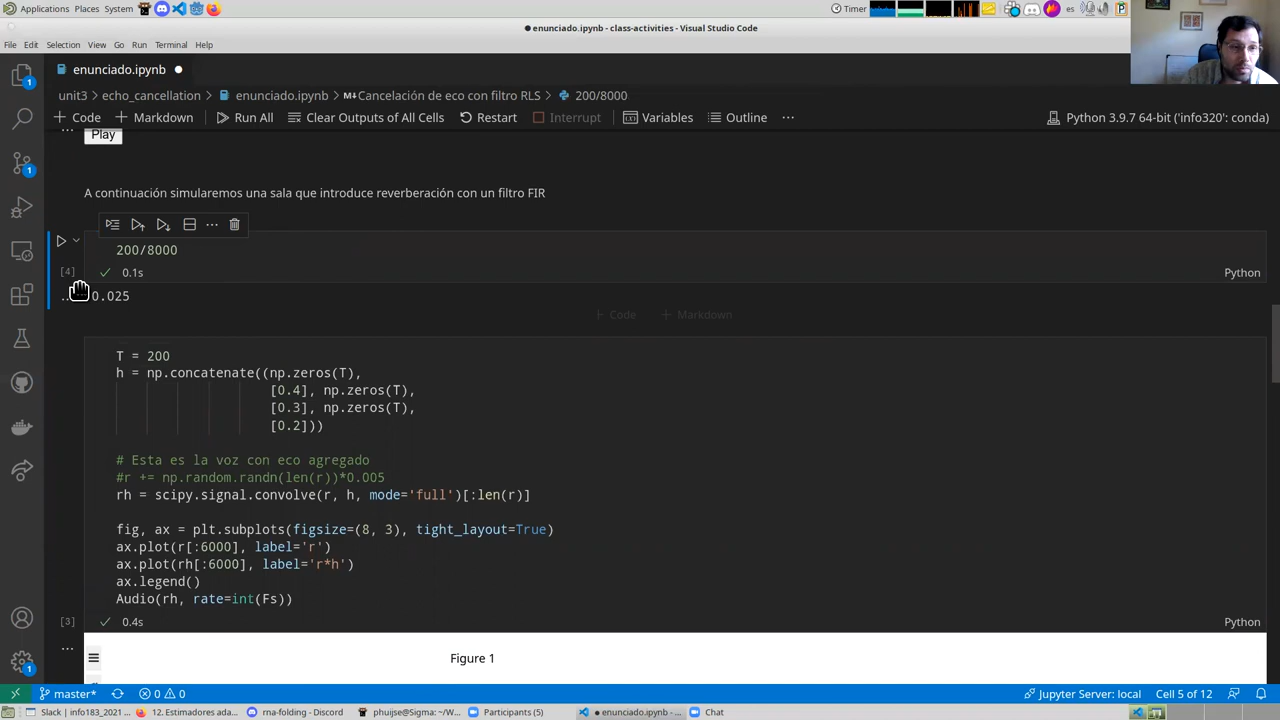 Applications Places System
Timer
es
enunciado.ipynb - class-activities - Visual Studio Code
File Edit Selection View Go Run Terminal Help
enunciado.ipynb
unit3 > echo_cancellation > enunciado.ipynb > Cancelación de eco con filtro RLS > 200/8000
+ Code + Markdown Run All Clear Outputs of All Cells Restart Interrupt Variables Outline ... Python 3.9.7 64-bit ('info320': conda)
Play
A continuación simularemos una sala que introduce reverberación con un filtro FIR
200/8000
[4] 0.1s Python
0.025
+ Code + Markdown
T = 200
h = np.concatenate((np.zeros(T),
[0.4], np.zeros(T),
[0.3], np.zeros(T),
[0.2]))
# Esta es la voz con eco agregado
#r += np.random.randn(len(r))*0.005
rh = scipy.signal.convolve(r, h, mode='full')[:len(r)]
fig, ax = plt.subplots(figsize=(8, 3), tight_layout=True)
ax.plot(r[:6000], label='r')
ax.plot(rh[:6000], label='r*h')
ax.legend()
Audio(rh, rate=int(Fs))
[3] 0.4s Python
Figure 1
master* 0 0 Jupyter Server: local Cell 5 of 12
Slack | info183_2021 ... 12. Estimadores ada... rna-folding - Discord phuijse@Sigma: ~/W... Participants (5) enunciado.ipynb - ... Chat